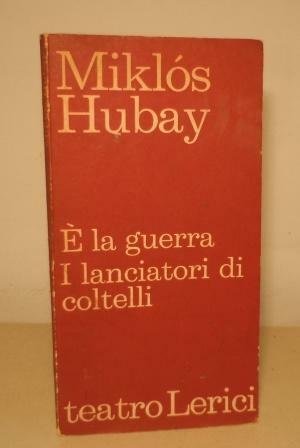 Miklós
Hubay
È la guerra
I lanciatori di
coltelli
teatro Lerici